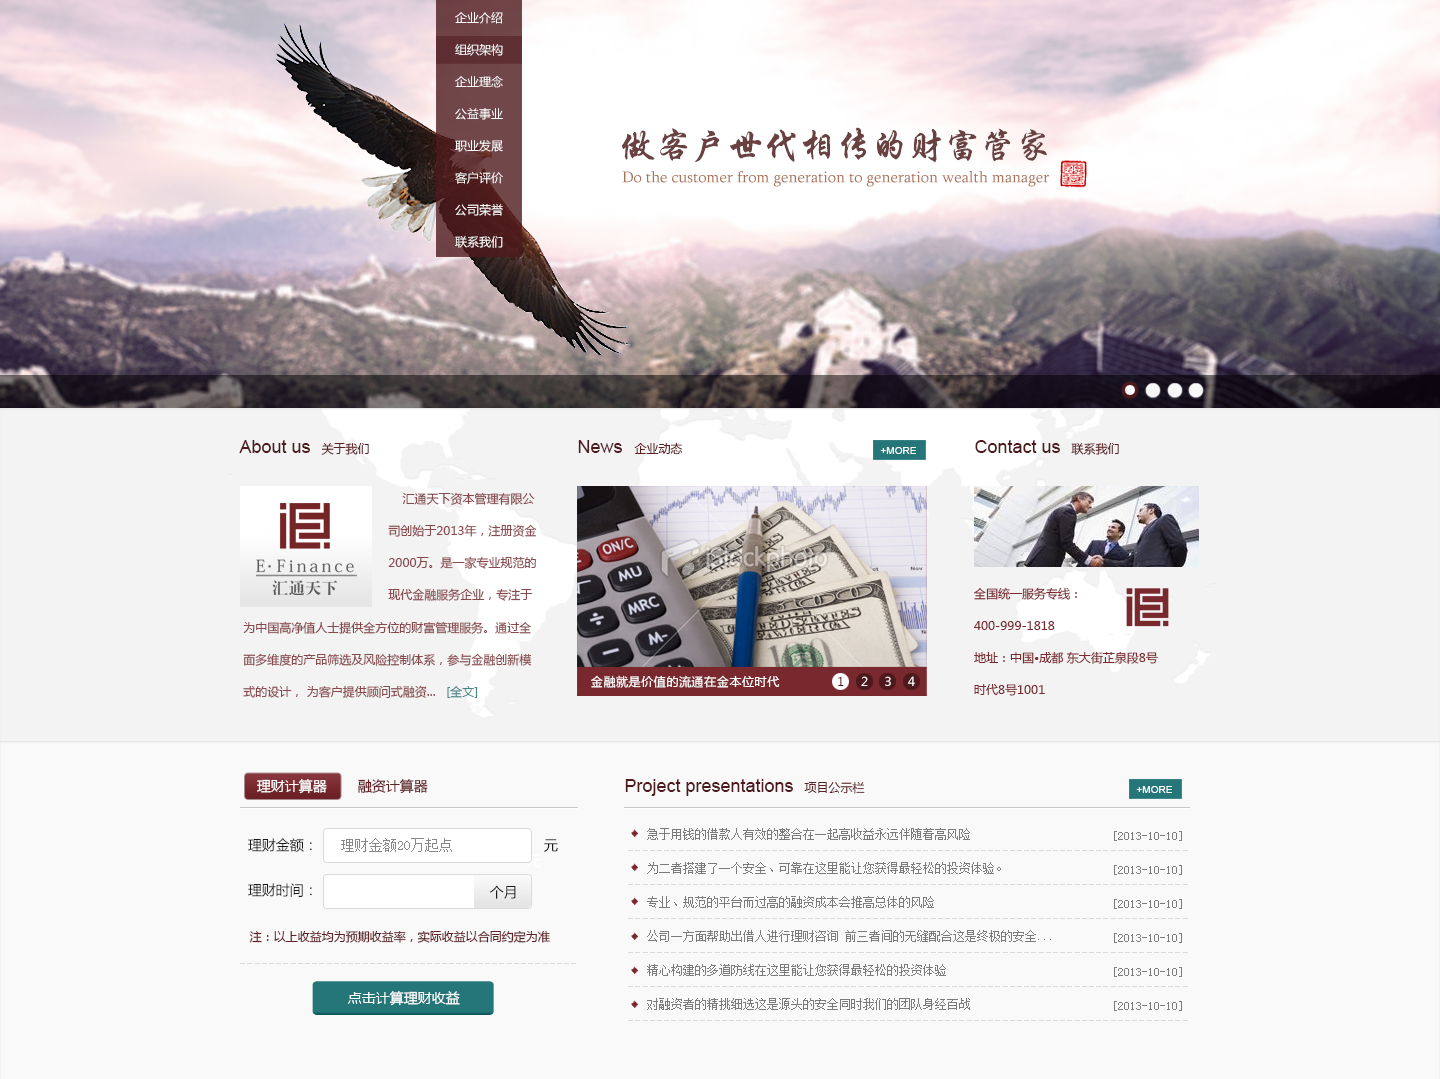 企业介绍
组织架构
企业理念
公益事业
职业发展
客户评价
公司荣誉
联系我们
做客户世代相传的财富管家
Do the customer from generation to generation wealth manager
About us 关于我们
E·Finance
汇通天下
汇通天下资本管理有限公
司创始于2013年，注册资金
2000万。是一家专业规范的
现代金融服务企业，专注于
为中国高净值人士提供全方位的财富管理服务。通过全
面多维度的产品筛选及风险控制体系，参与金融创新模
式的设计， 为客户提供顾问式融资... [全文]
News 企业动态 +MORE
ON/C
MU
MRC
M-
iStockphoto
金融就是价值的流通在金本位时代 1 2 3 4
Contact us 联系我们
全国统一服务专线：
400-999-1818
地址：中国•成都 东大街芷泉段8号
时代8号1001
理财计算器 融资计算器
理财金额： 理财金额20万起点 元
理财时间： 个月
注：以上收益均为预期收益率，实际收益以合同约定为准
点击计算理财收益
Project presentations 项目公示栏 +MORE
急于用钱的借款人有效的整合在一起高收益永远伴随着高风险 [2013-10-10]
为二者搭建了一个安全、可靠在这里能让您获得最轻松的投资体验。 [2013-10-10]
专业、规范的平台而过高的融资成本会推高总体的风险 [2013-10-10]
公司一方面帮助出借人进行理财咨询 前三者间的无缝配合这是终极的安全... [2013-10-10]
精心构建的多道防线在这里能让您获得最轻松的投资体验 [2013-10-10]
对融资者的精挑细选这是源头的安全同时我们的团队身经百战 [2013-10-10]